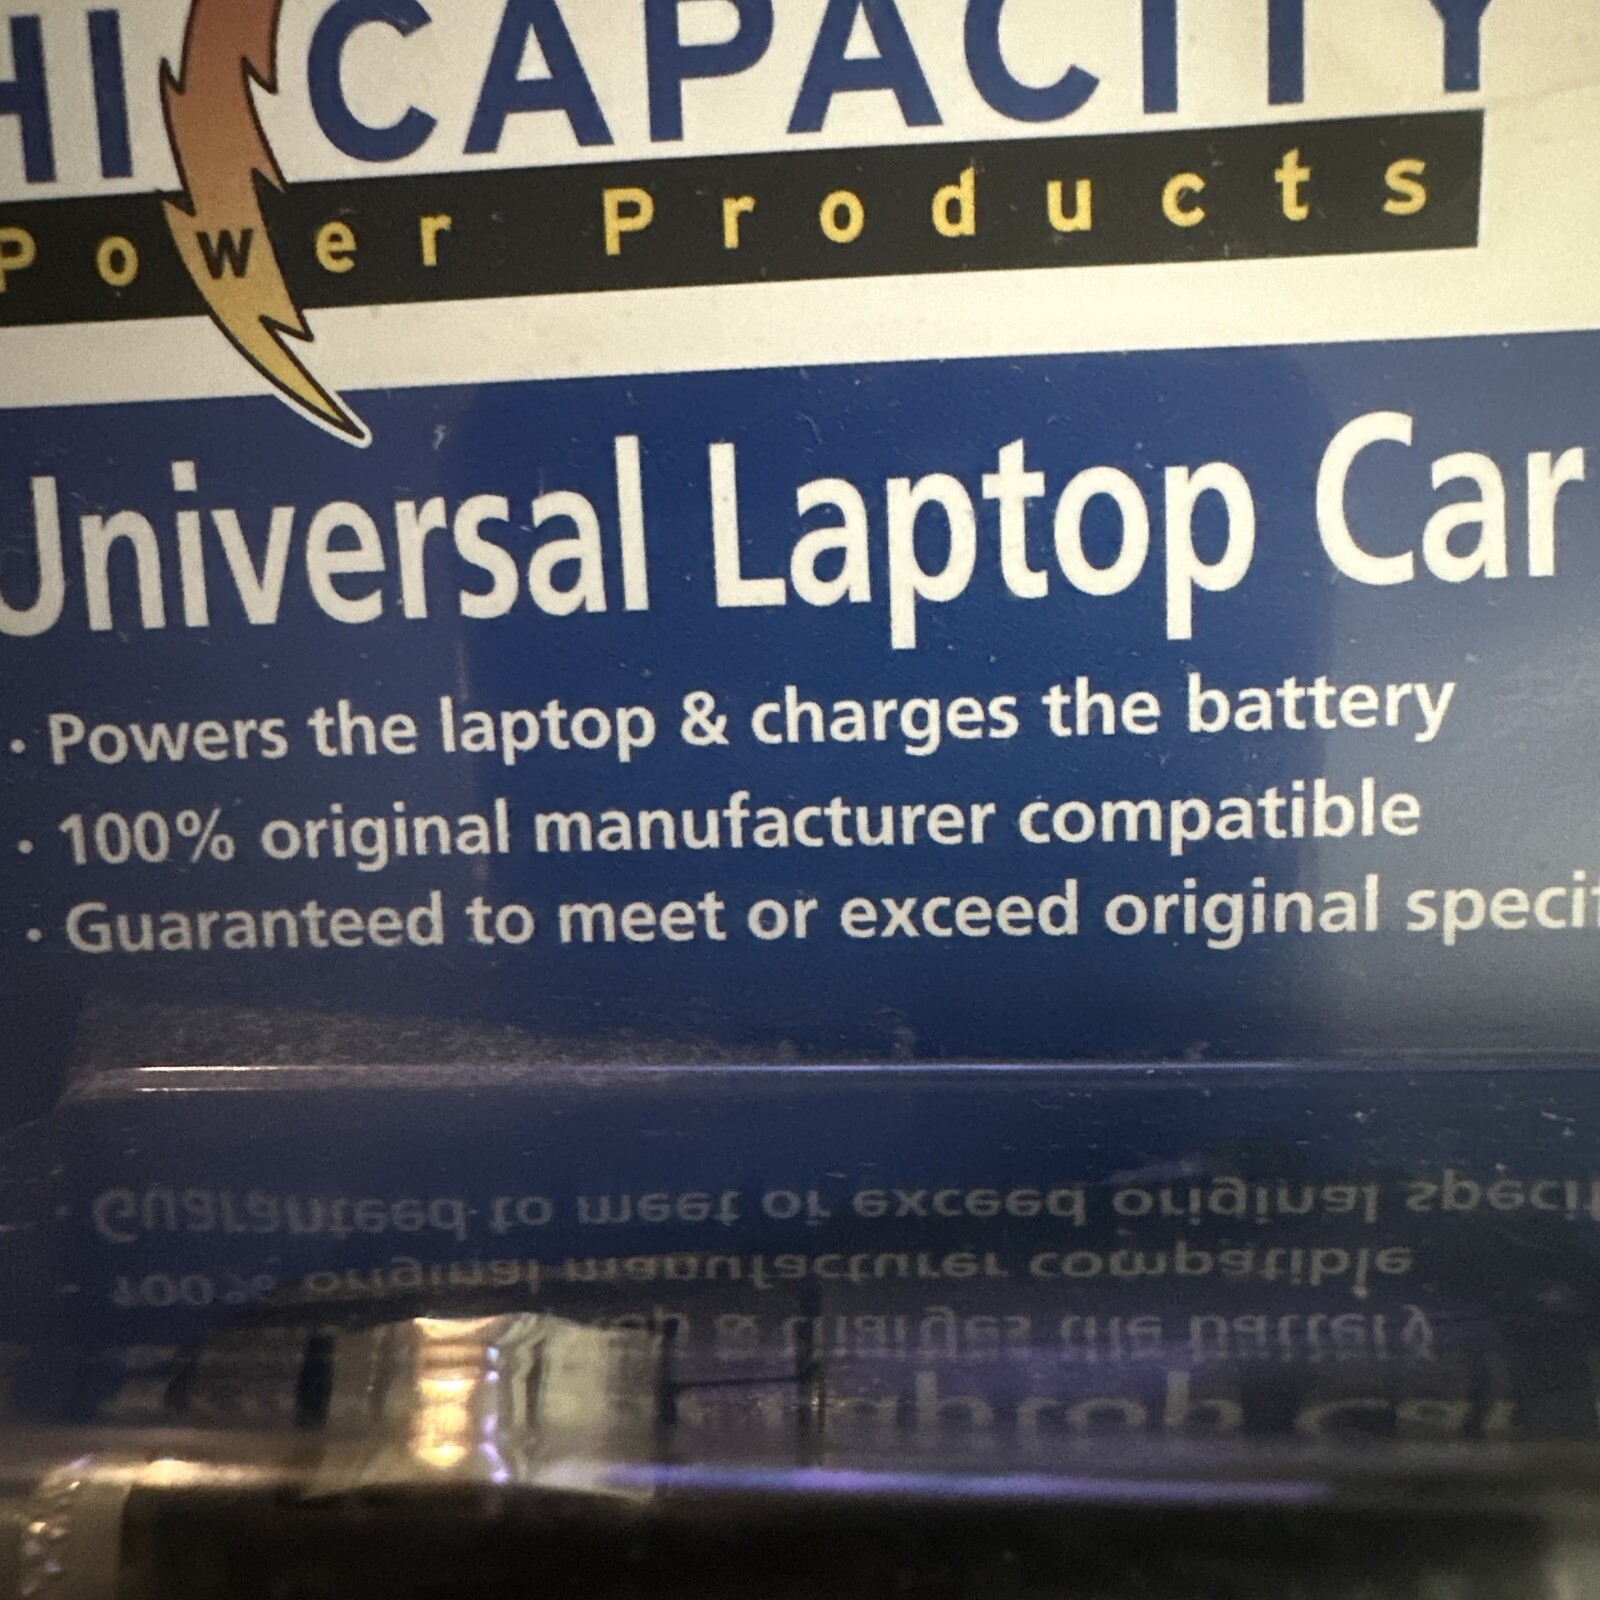 HI CAPACITY
Power Products
Universal Laptop Car
· Powers the laptop & charges the battery
· 100% original manufacturer compatible
· Guaranteed to meet or exceed original specif